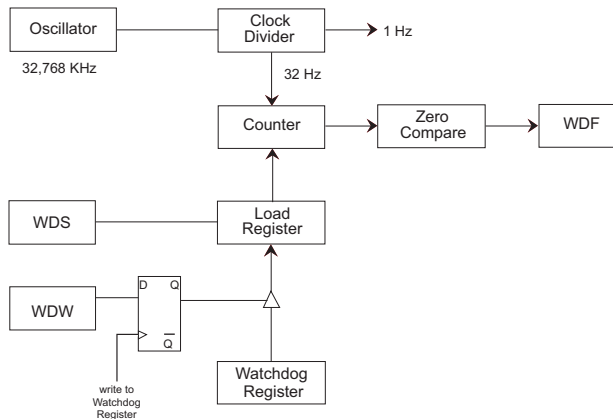 Oscillator
Clock
Divider
1 Hz
32,768 KHz
32 Hz
Counter
Zero
Compare
WDF
WDS
Load
Register
D Q
WDW
Q
Watchdog
Register
write to
Watchdog
Register